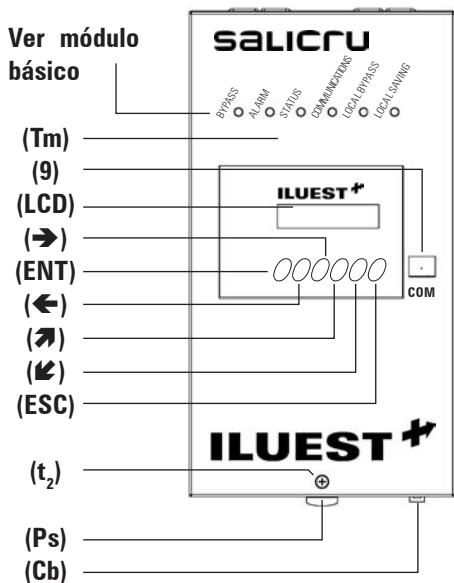 Ver módulo
básico
salicru
BYPASS
ALARM
STATUS
COMMUNICATIONS
LOCAL BYPASS
LOCAL SAVING
(Tm)
(9)
(LCD)
ILUEST+
(➔)
(ENT)
(←)
COM
(↗)
(↙)
(ESC)
ILUEST+
(t₂)
(Ps)
(Cb)